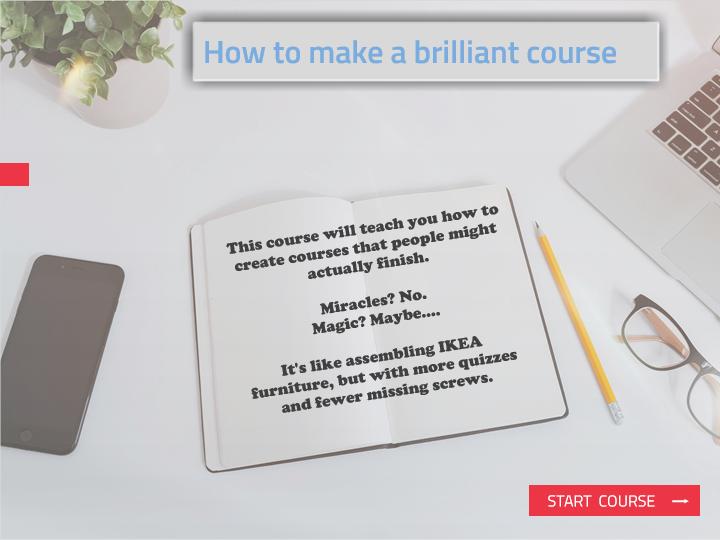 How to make a brilliant course
This course will teach you how to
create courses that people might
actually finish.
Miracles? No.
Magic? Maybe....
It's like assembling IKEA
furniture, but with more quizzes
and fewer missing screws.
START COURSE